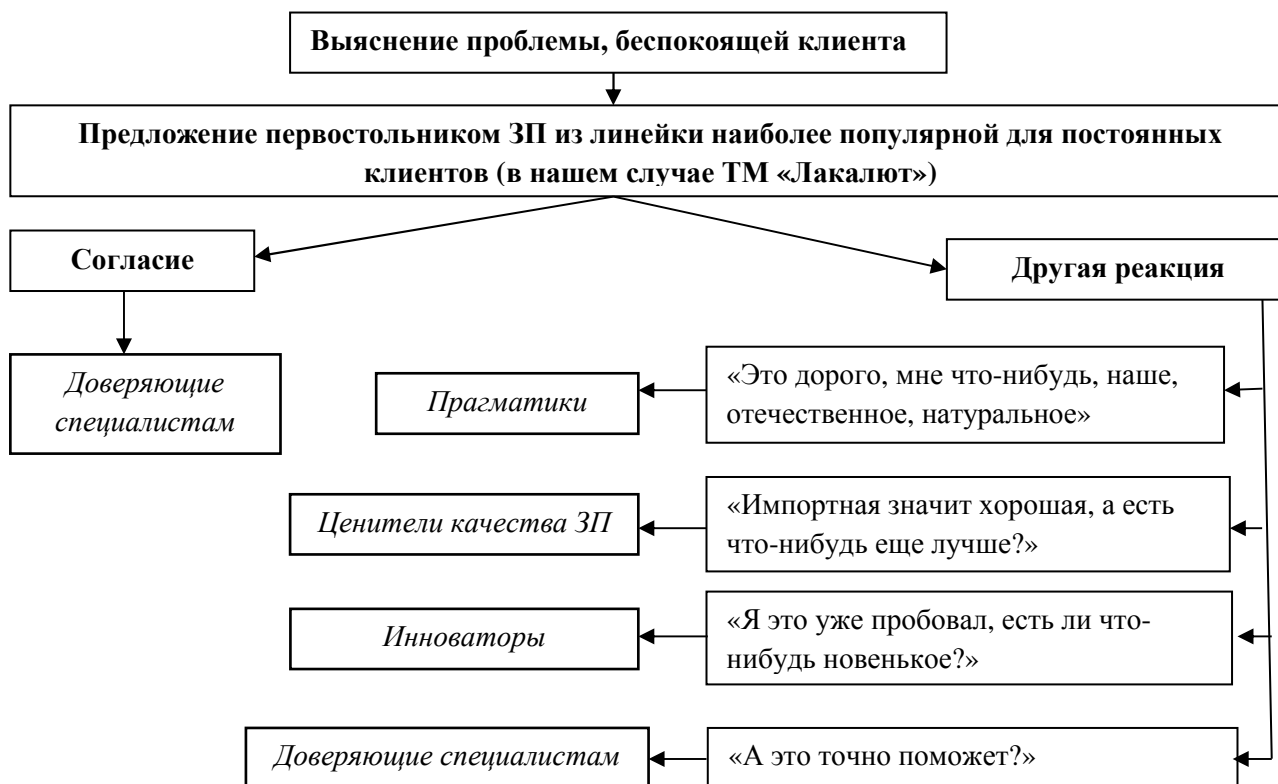 Выяснение проблемы, беспокоящей клиента
Предложение первостольником ЗП из линейки наиболее популярной для постоянных
клиентов (в нашем случае ТМ «Лакалют»)
Согласие
Другая реакция
Доверяющие
специалистам
Прагматики
«Это дорого, мне что-нибудь, наше,
отечественное, натуральное»
Ценители качества ЗП
«Импортная значит хорошая, а есть
что-нибудь еще лучше?»
Инноваторы
«Я это уже пробовал, есть ли что-
нибудь новенькое?»
Доверяющие специалистам
«А это точно поможет?»